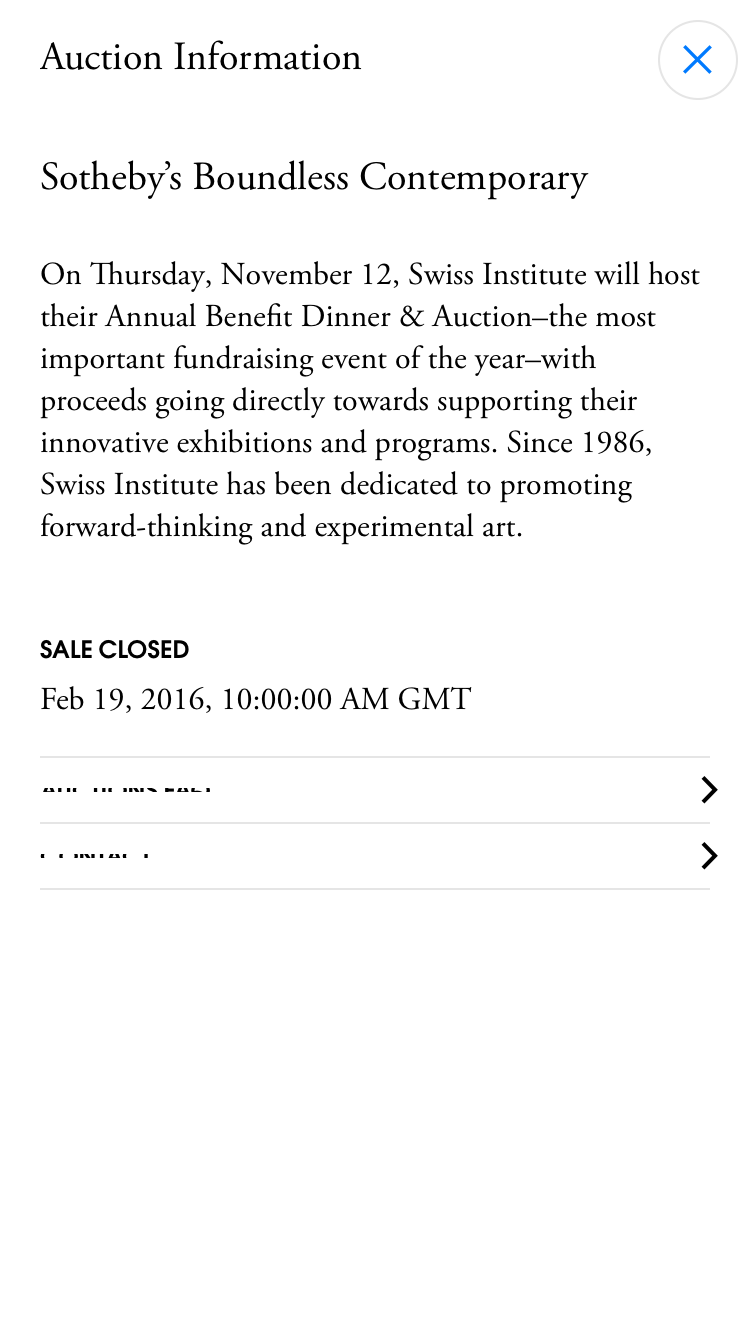 Auction Information
Sotheby’s Boundless Contemporary
On Thursday, November 12, Swiss Institute will host
their Annual Benefit Dinner & Auction–the most
important fundraising event of the year–with
proceeds going directly towards supporting their
innovative exhibitions and programs. Since 1986,
Swiss Institute has been dedicated to promoting
forward-thinking and experimental art.
SALE CLOSED
Feb 19, 2016, 10:00:00 AM GMT